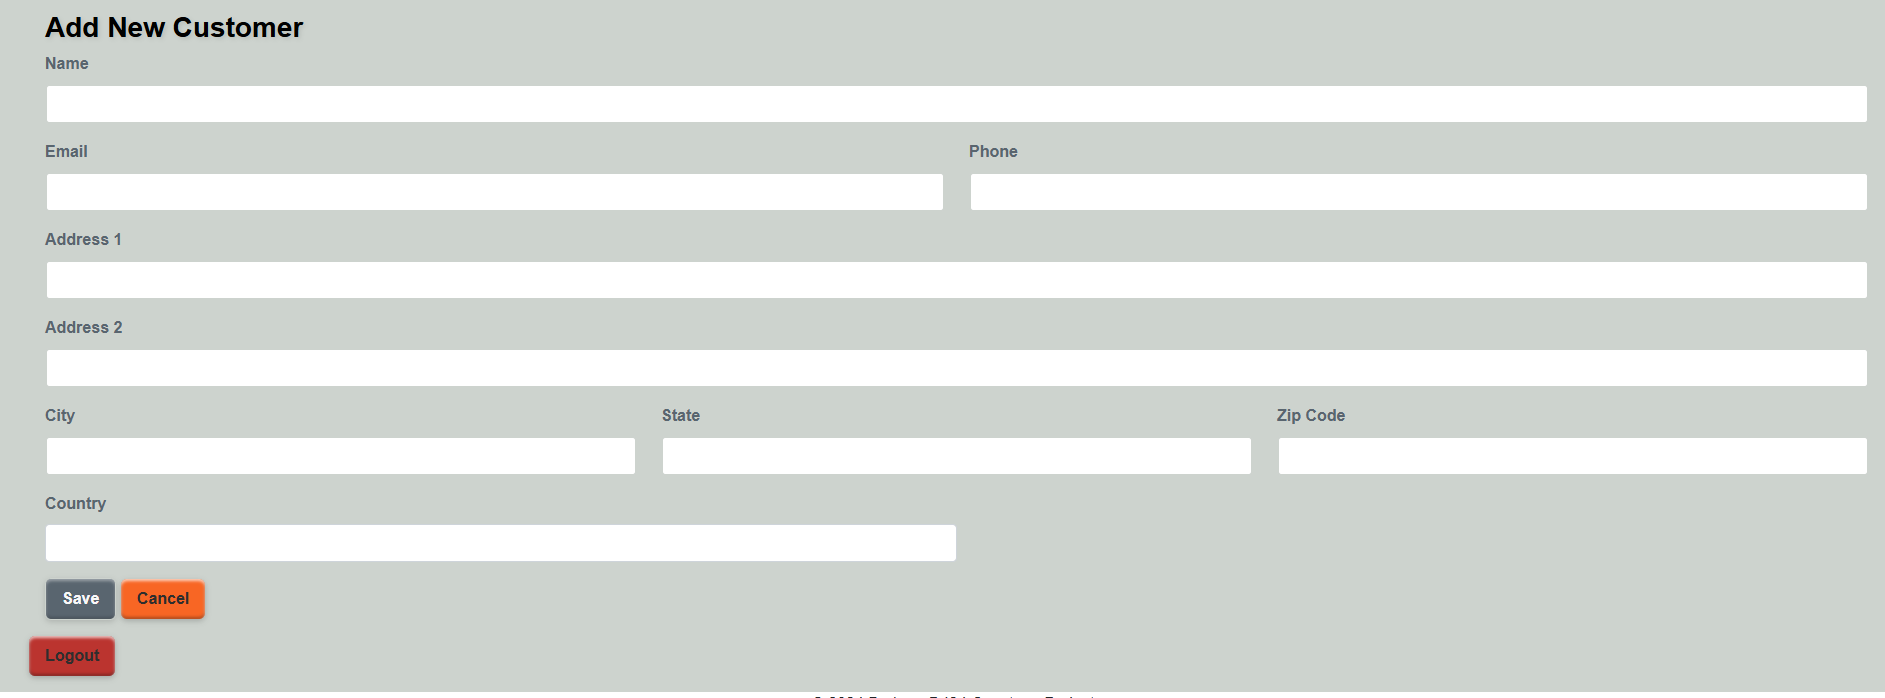 Add New Customer
Name
Email Phone
Address 1
Address 2
City State Zip Code
Country
Save Cancel
Logout